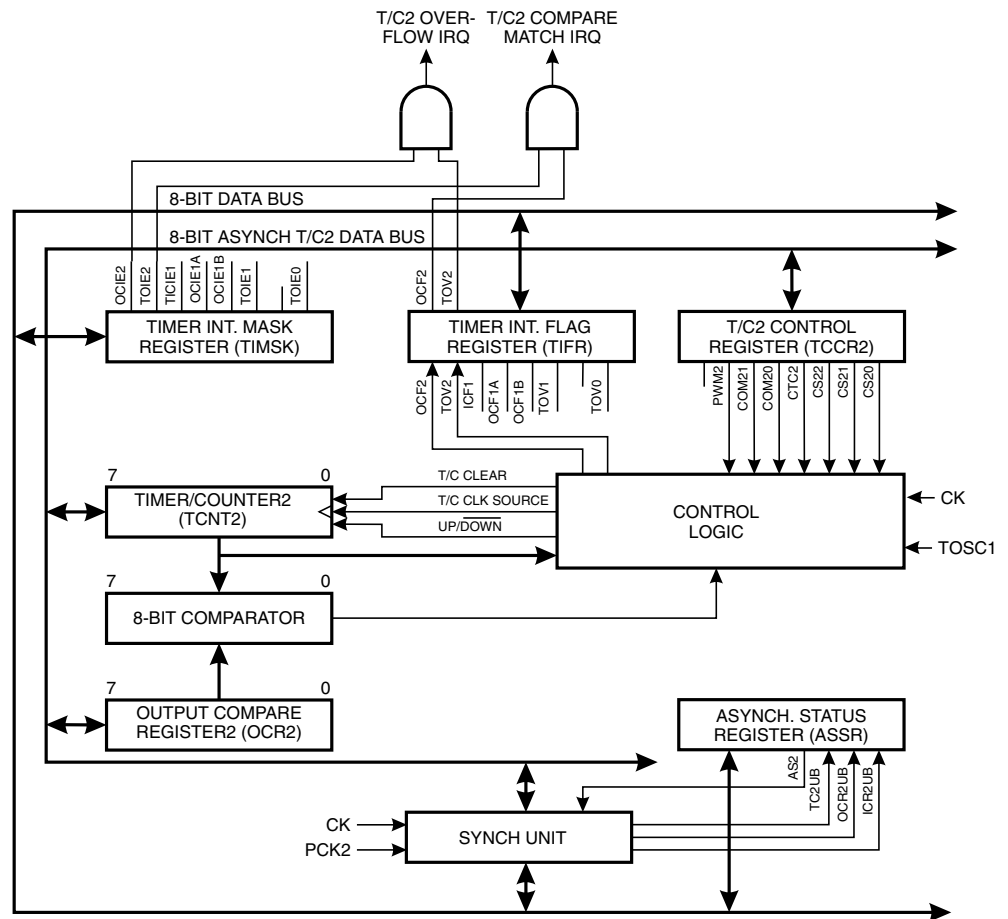 T/C2 OVER-
FLOW IRQ
T/C2 COMPARE
MATCH IRQ
8-BIT DATA BUS
8-BIT ASYNCH T/C2 DATA BUS
OCIE2
TOIE2
TICIE1
OCIE1A
OCIE1B
TOIE1
TOIE0
OCF2
TOV2
TIMER INT. MASK
REGISTER (TIMSK)
TIMER INT. FLAG
REGISTER (TIFR)
T/C2 CONTROL
REGISTER (TCCR2)
OCF2
TOV2
ICF1
OCF1A
OCF1B
TOV1
TOV0
PWM2
COM21
COM20
CTC2
CS22
CS21
CS20
7
0
TIMER/COUNTER2
(TCNT2)
T/C CLEAR
T/C CLK SOURCE
UP/DOWN
CONTROL
LOGIC
CK
TOSC1
7
0
8-BIT COMPARATOR
7
0
OUTPUT COMPARE
REGISTER2 (OCR2)
ASYNCH. STATUS
REGISTER (ASSR)
AS2
TC2UB
OCR2UB
ICR2UB
CK
PCK2
SYNCH UNIT